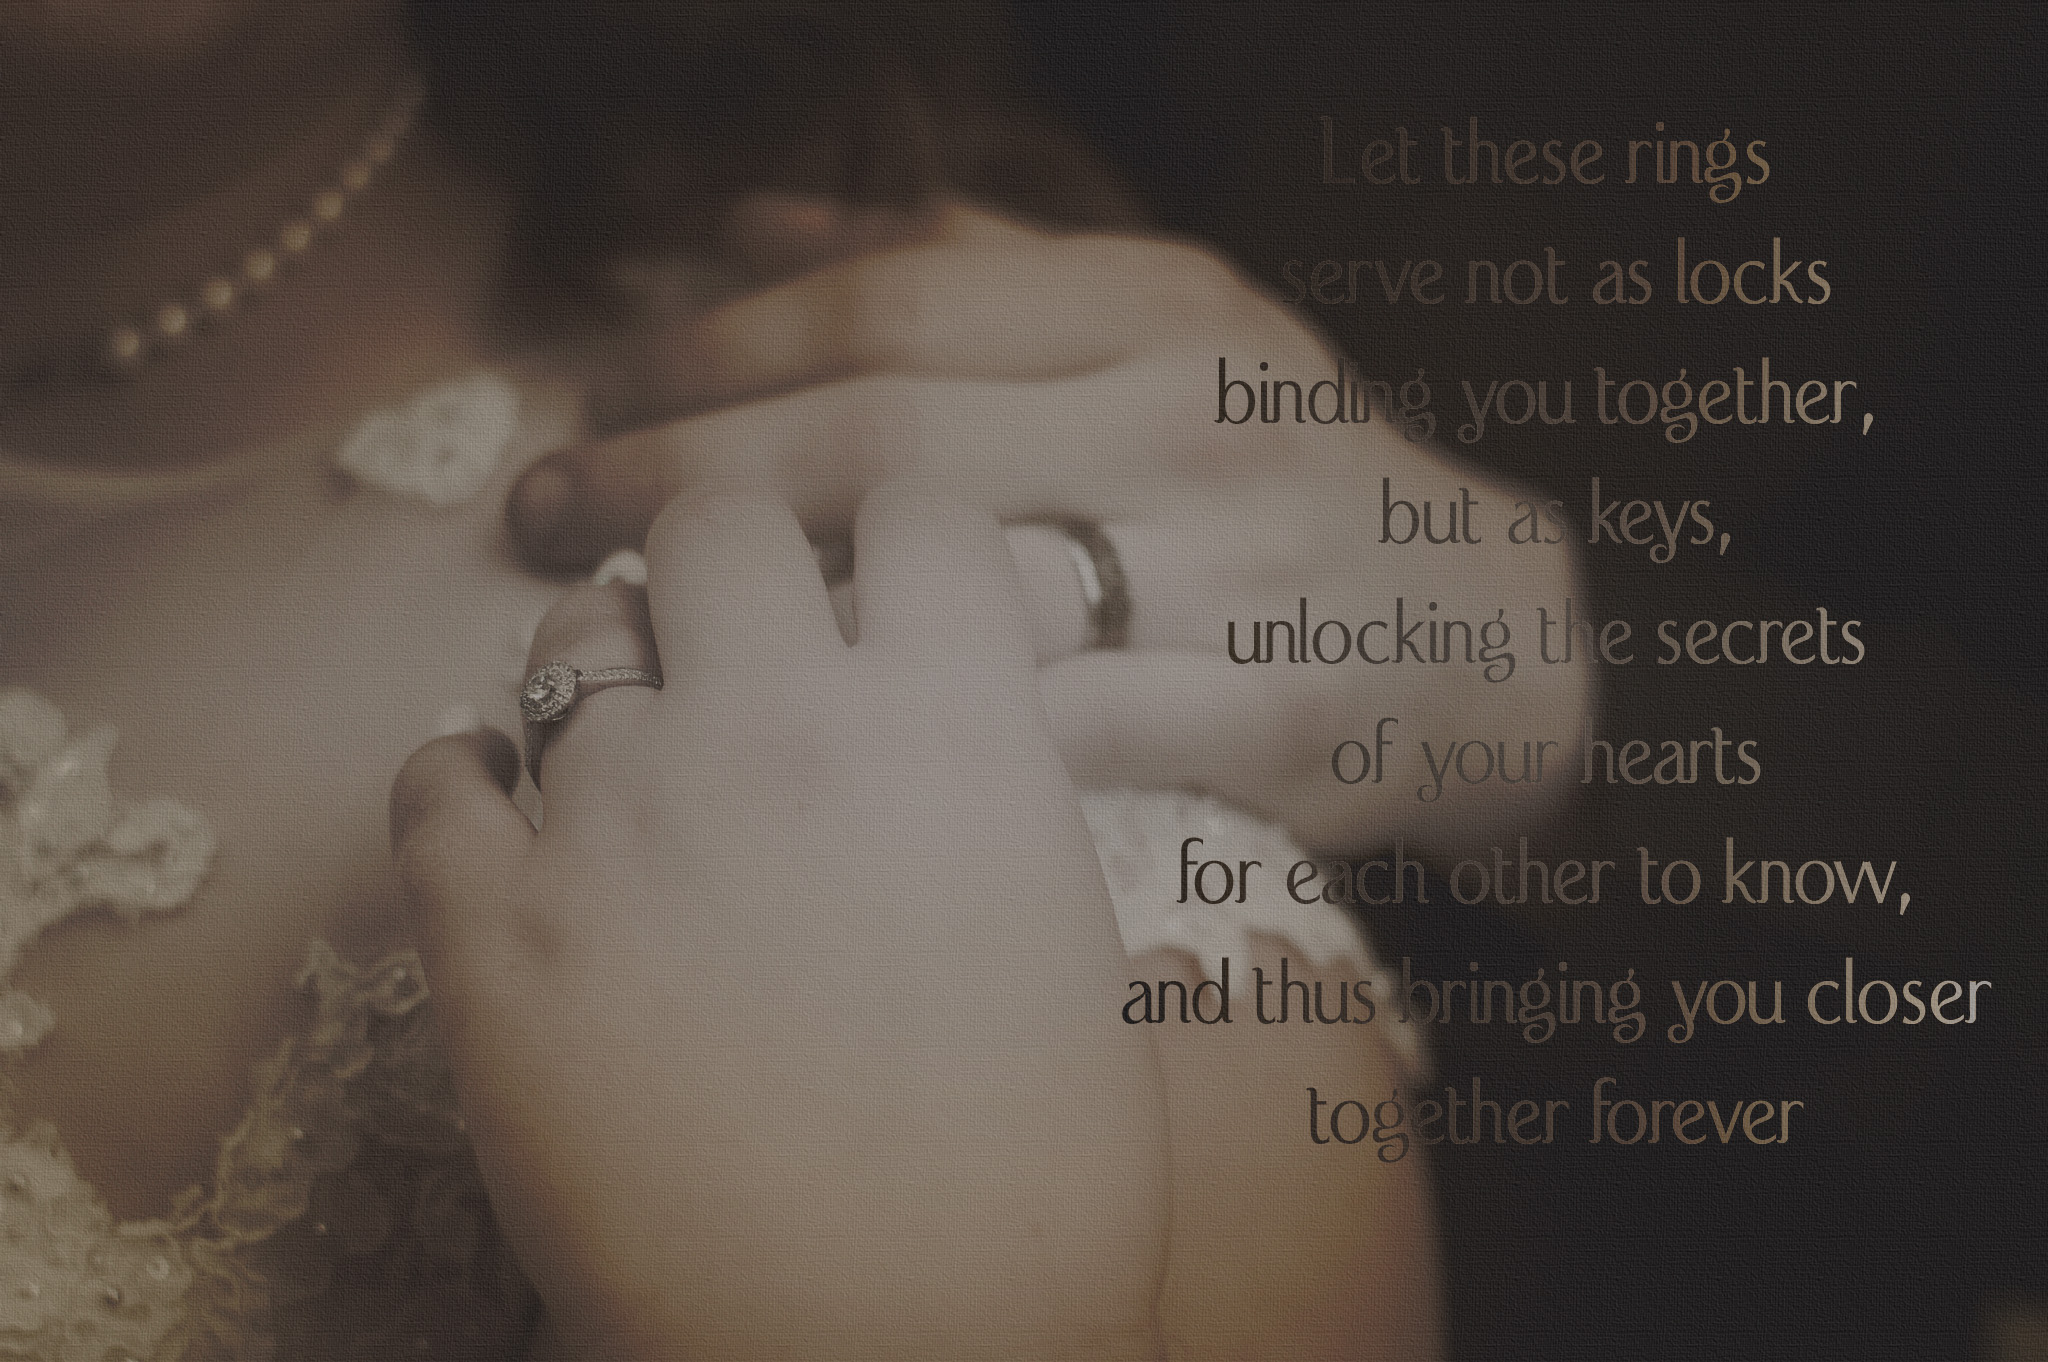 Let these rings
serve not as locks
binding you together,
but as keys,
unlocking the secrets
of your hearts
for each other to know,
and thus bringing you closer
together forever